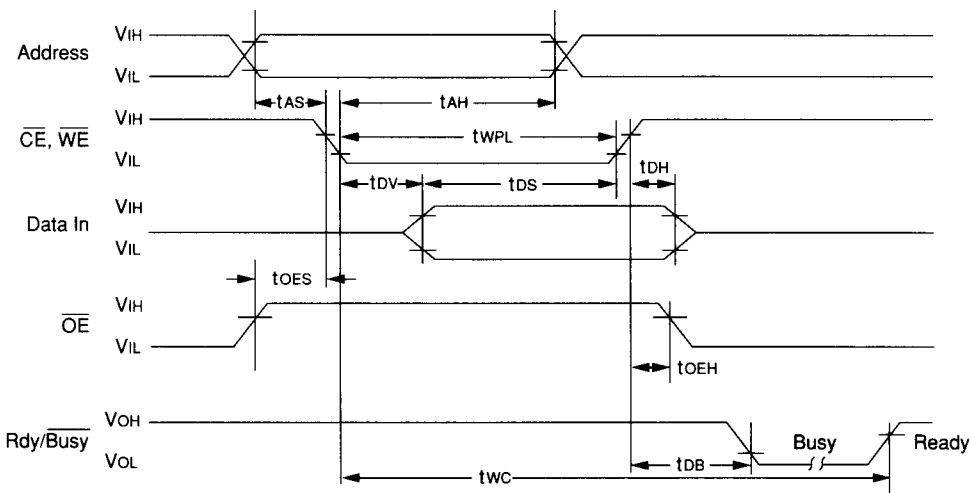 Address
VIH
VIL
tAS
tAH
CE, WE
VIH
VIL
tWPL
tDV
tDS
tDH
Data In
VIH
VIL
tOES
OE
VIH
VIL
tOEH
Rdy/Busy
VOH
VOL
Busy
Ready
tDB
tWC